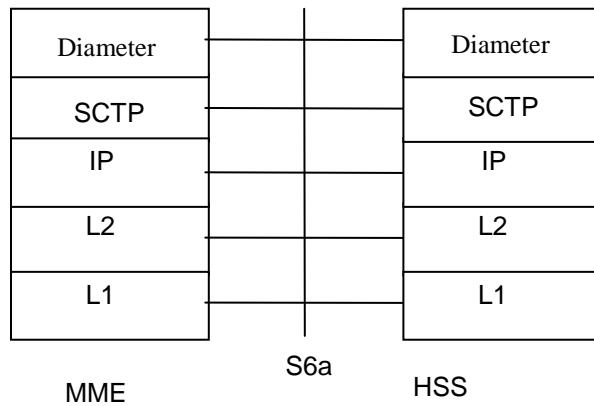 Diameter
Diameter
SCTP
SCTP
IP
IP
L2
L2
L1
L1
S6a
MME
HSS